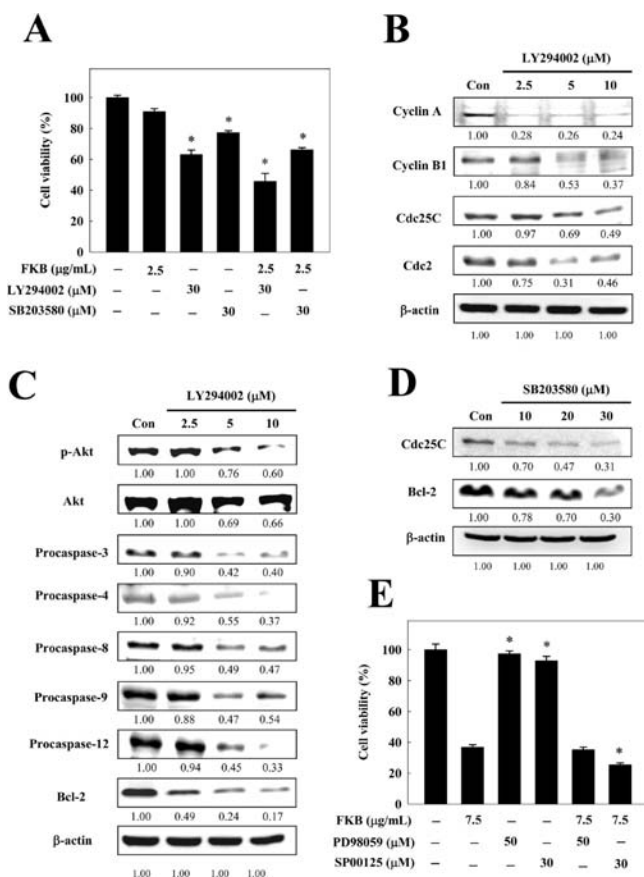 A
Cell viability (%)
120
100
80
60
40
20
0
* * * *
FKB (µg/mL) – 2.5 – – 2.5 2.5
LY294002 (µM) – – 30 – 30 –
SB203580 (µM) – – – 30 – 30
B
LY294002 (µM)
Con 2.5 5 10
Cyclin A
1.00 0.28 0.26 0.24
Cyclin B1
1.00 0.84 0.53 0.37
Cdc25C
1.00 0.97 0.69 0.49
Cdc2
1.00 0.75 0.31 0.46
β-actin
1.00 1.00 1.00 1.00
C
LY294002 (µM)
Con 2.5 5 10
p-Akt
1.00 1.00 0.76 0.60
Akt
1.00 1.00 0.69 0.66
Procaspase-3
1.00 0.90 0.42 0.40
Procaspase-4
1.00 0.92 0.55 0.37
Procaspase-8
1.00 0.95 0.49 0.47
Procaspase-9
1.00 0.88 0.47 0.54
Procaspase-12
1.00 0.94 0.45 0.33
Bcl-2
1.00 0.49 0.24 0.17
β-actin
1.00 1.00 1.00 1.00
D
SB203580 (µM)
Con 10 20 30
Cdc25C
1.00 0.70 0.47 0.31
Bcl-2
1.00 0.78 0.70 0.30
β-actin
1.00 1.00 1.00 1.00
E
Cell viability (%)
120
100
80
60
40
20
0
* * *
FKB (µg/mL) – 7.5 – – 7.5 7.5
PD98059 (µM) – – 50 – 50 –
SP00125 (µM) – – – 30 – 30